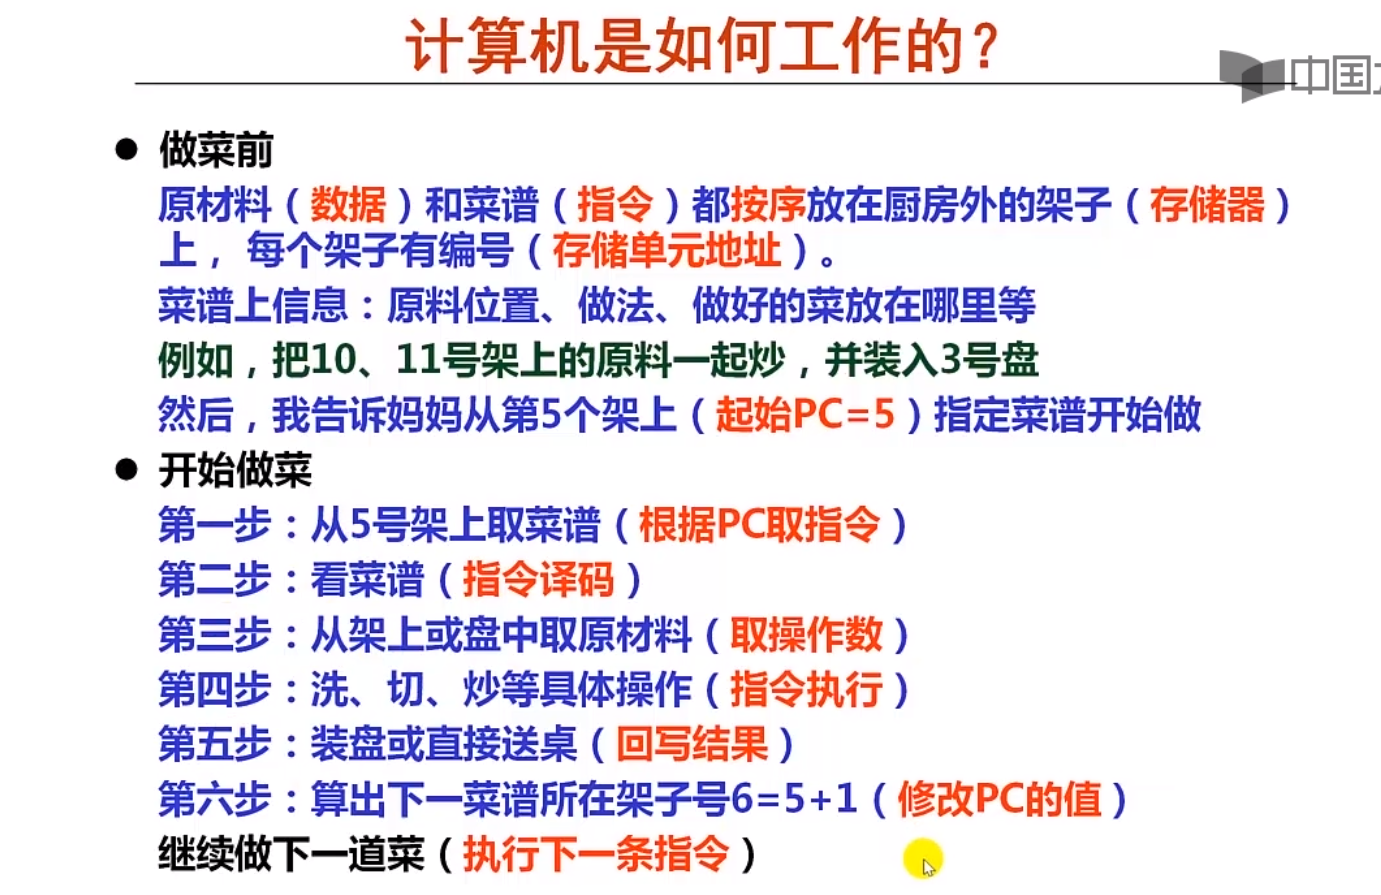 计算机是如何工作的?
中国
● 做菜前
原材料（数据）和菜谱（指令）都按序放在厨房外的架子（存储器）
上， 每个架子有编号（存储单元地址）。
菜谱上信息：原料位置、做法、做好的菜放在哪里等
例如，把10、11号架上的原料一起炒，并装入3号盘
然后，我告诉妈妈从第5个架上（起始PC=5）指定菜谱开始做
● 开始做菜
第一步：从5号架上取菜谱（根据PC取指令）
第二步：看菜谱（指令译码）
第三步：从架上或盘中取原材料（取操作数）
第四步：洗、切、炒等具体操作（指令执行）
第五步：装盘或直接送桌（回写结果）
第六步：算出下一菜谱所在架子号6=5+1（修改PC的值）
继续做下一道菜（执行下一条指令）